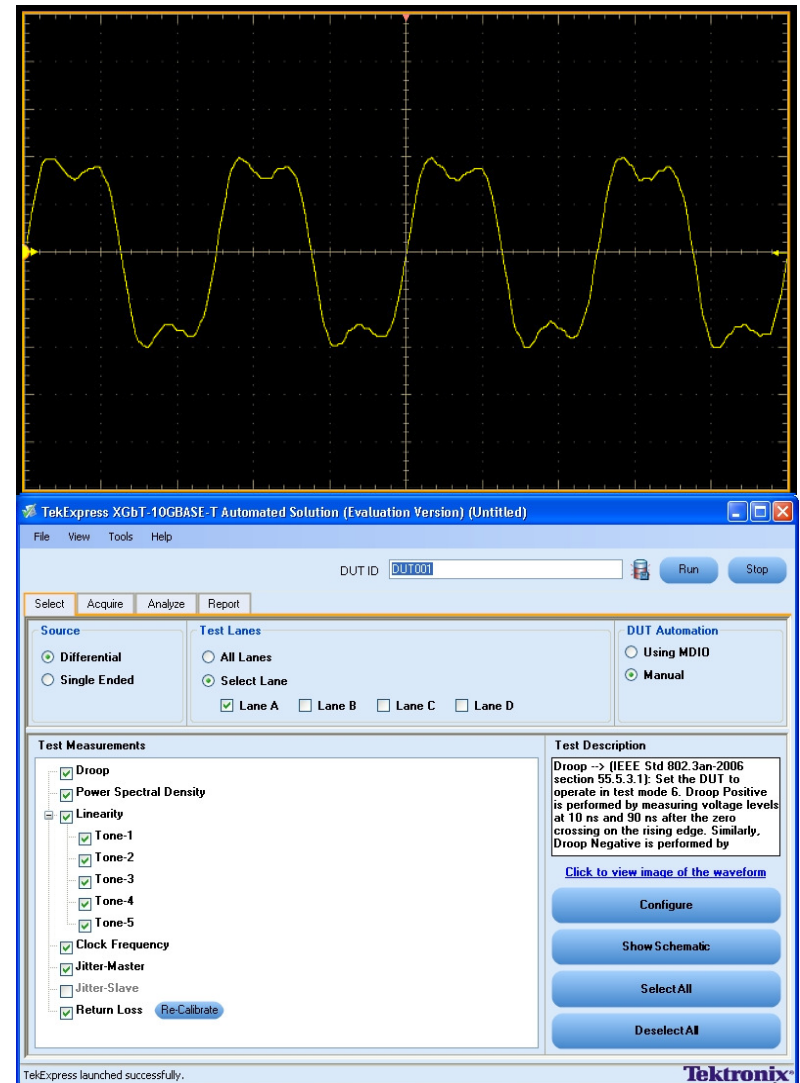 TekExpress XGbT-10GBASE-T Automated Solution (Evaluation Version) (Untitled)
File View Tools Help
DUT ID DUT001 Run Stop
Select Acquire Analyze Report
Source
Differential
Single Ended
Test Lanes
All Lanes
Select Lane
Lane A Lane B Lane C Lane D
DUT Automation
Using MDIO
Manual
Test Measurements
Droop
Power Spectral Density
Linearity
Tone-1
Tone-2
Tone-3
Tone-4
Tone-5
Clock Frequency
Jitter-Master
Jitter-Slave
Return Loss Re-Calibrate
Test Description
Droop --> (IEEE Std 802.3an-2006
section 55.5.3.1): Set the DUT to
operate in test mode 6. Droop Positive
is performed by measuring voltage levels
at 10 ns and 90 ns after the zero
crossing on the rising edge. Similarly,
Droop Negative is performed by
Click to view image of the waveform
Configure
Show Schematic
Select All
Deselect All
TekExpress launched successfully.
Tektronix